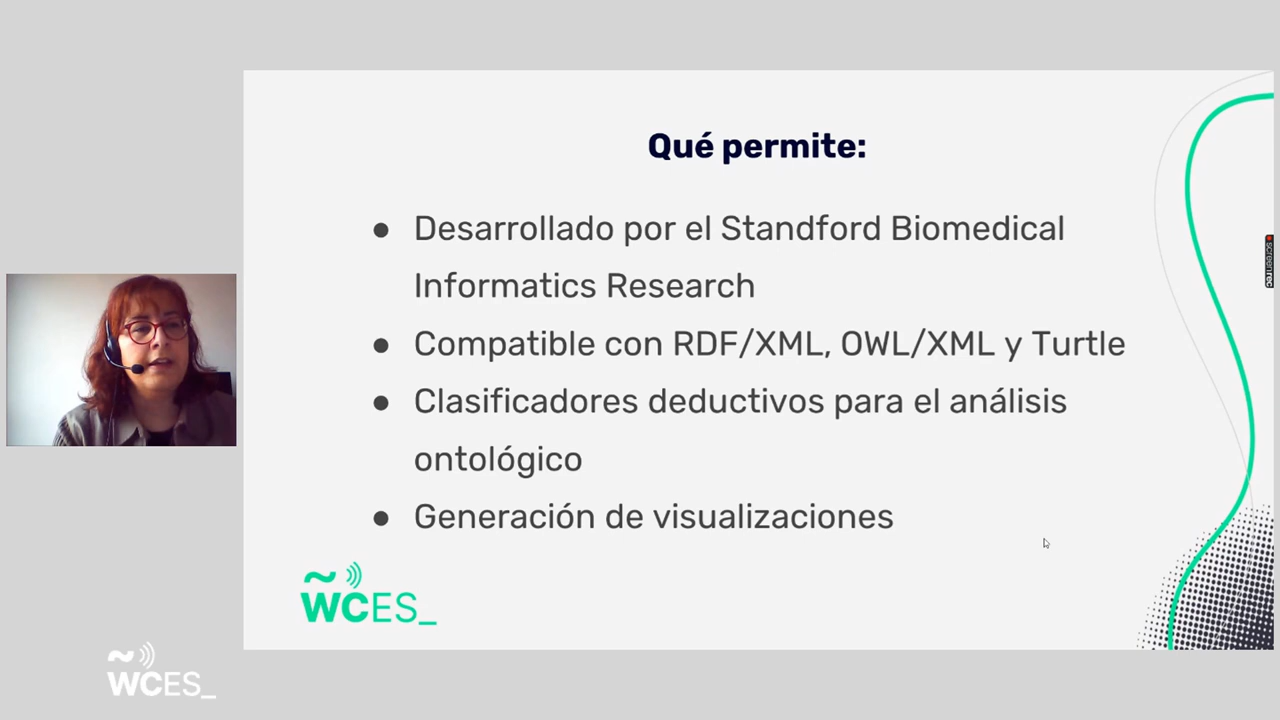 Qué permite:
● Desarrollado por el Standford Biomedical
Informatics Research
● Compatible con RDF/XML, OWL/XML y Turtle
● Clasificadores deductivos para el análisis
ontológico
● Generación de visualizaciones
WCES_
WCES_
screenrec